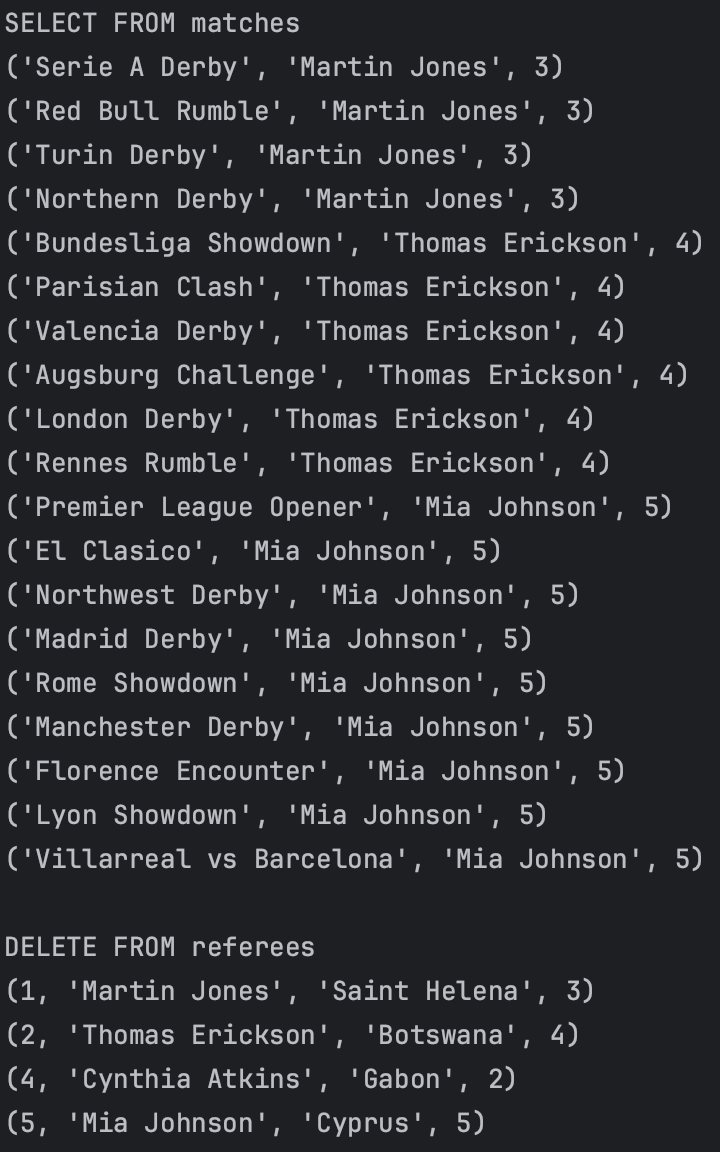 SELECT FROM matches
('Serie A Derby', 'Martin Jones', 3)
('Red Bull Rumble', 'Martin Jones', 3)
('Turin Derby', 'Martin Jones', 3)
('Northern Derby', 'Martin Jones', 3)
('Bundesliga Showdown', 'Thomas Erickson', 4)
('Parisian Clash', 'Thomas Erickson', 4)
('Valencia Derby', 'Thomas Erickson', 4)
('Augsburg Challenge', 'Thomas Erickson', 4)
('London Derby', 'Thomas Erickson', 4)
('Rennes Rumble', 'Thomas Erickson', 4)
('Premier League Opener', 'Mia Johnson', 5)
('El Clasico', 'Mia Johnson', 5)
('Northwest Derby', 'Mia Johnson', 5)
('Madrid Derby', 'Mia Johnson', 5)
('Rome Showdown', 'Mia Johnson', 5)
('Manchester Derby', 'Mia Johnson', 5)
('Florence Encounter', 'Mia Johnson', 5)
('Lyon Showdown', 'Mia Johnson', 5)
('Villarreal vs Barcelona', 'Mia Johnson', 5)

DELETE FROM referees
(1, 'Martin Jones', 'Saint Helena', 3)
(2, 'Thomas Erickson', 'Botswana', 4)
(4, 'Cynthia Atkins', 'Gabon', 2)
(5, 'Mia Johnson', 'Cyprus', 5)